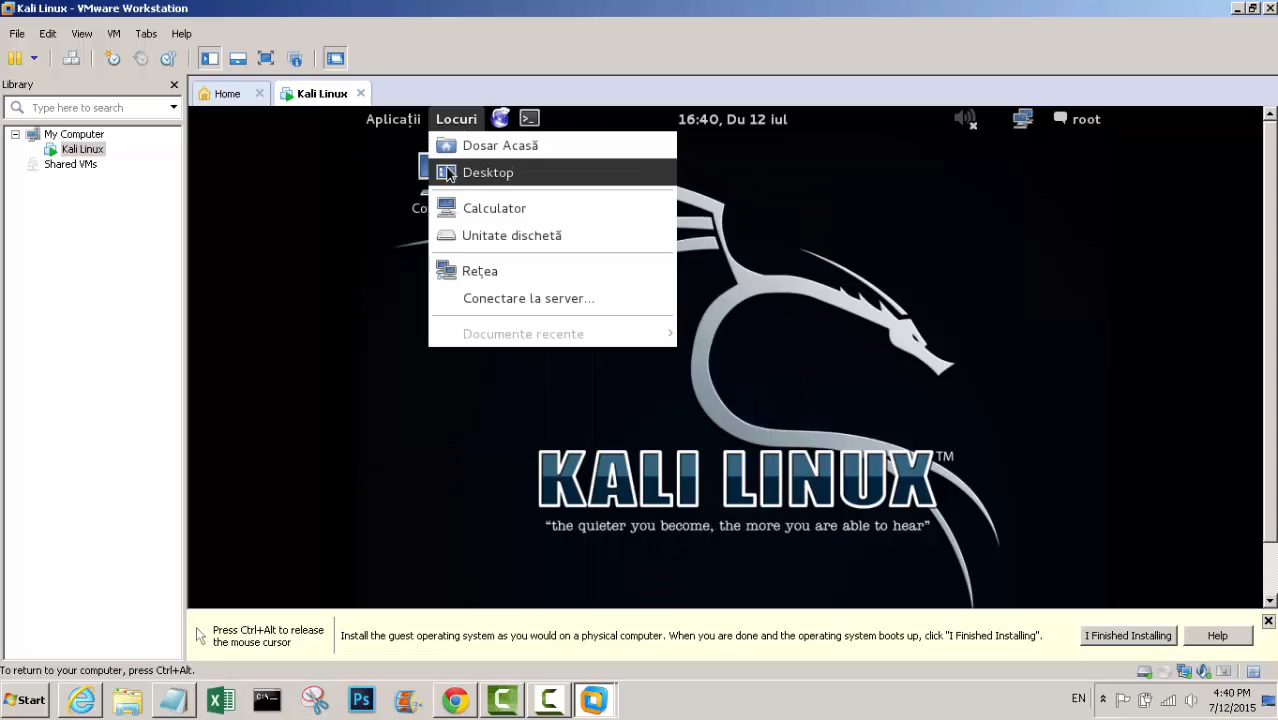 Kali Linux - VMware Workstation
File Edit View VM Tabs Help
Library
Type here to search
My Computer
Kali Linux
Shared VMs
Home
Kali Linux
Aplicații Locuri 16:40, Du 12 iul root
Dosar Acasă
Desktop
Calculator
Unitate dischetă
Rețea
Conectare la server...
Documente recente
Co
KALI LINUX™
“the quieter you become, the more you are able to hear”
Press Ctrl+Alt to release
the mouse cursor
Install the guest operating system as you would on a physical computer. When you are done and the operating system boots up, click "I Finished Installing".
I Finished Installing
Help
To return to your computer, press Ctrl+Alt.
Start
Ps
EN
4:40 PM
7/12/2015